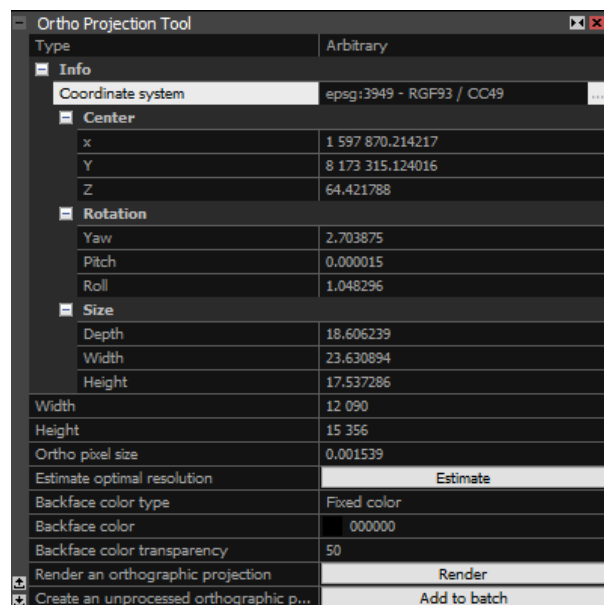 Ortho Projection Tool
Type Arbitrary
Info
Coordinate system epsg:3949 - RGF93 / CC49 ...
Center
x 1 597 870.214217
Y 8 173 315.124016
Z 64.421788
Rotation
Yaw 2.703875
Pitch 0.000015
Roll 1.048296
Size
Depth 18.606239
Width 23.630894
Height 17.537286
Width 12 090
Height 15 356
Ortho pixel size 0.001539
Estimate optimal resolution Estimate
Backface color type Fixed color
Backface color 000000
Backface color transparency 50
Render an orthographic projection Render
Create an unprocessed orthographic p... Add to batch